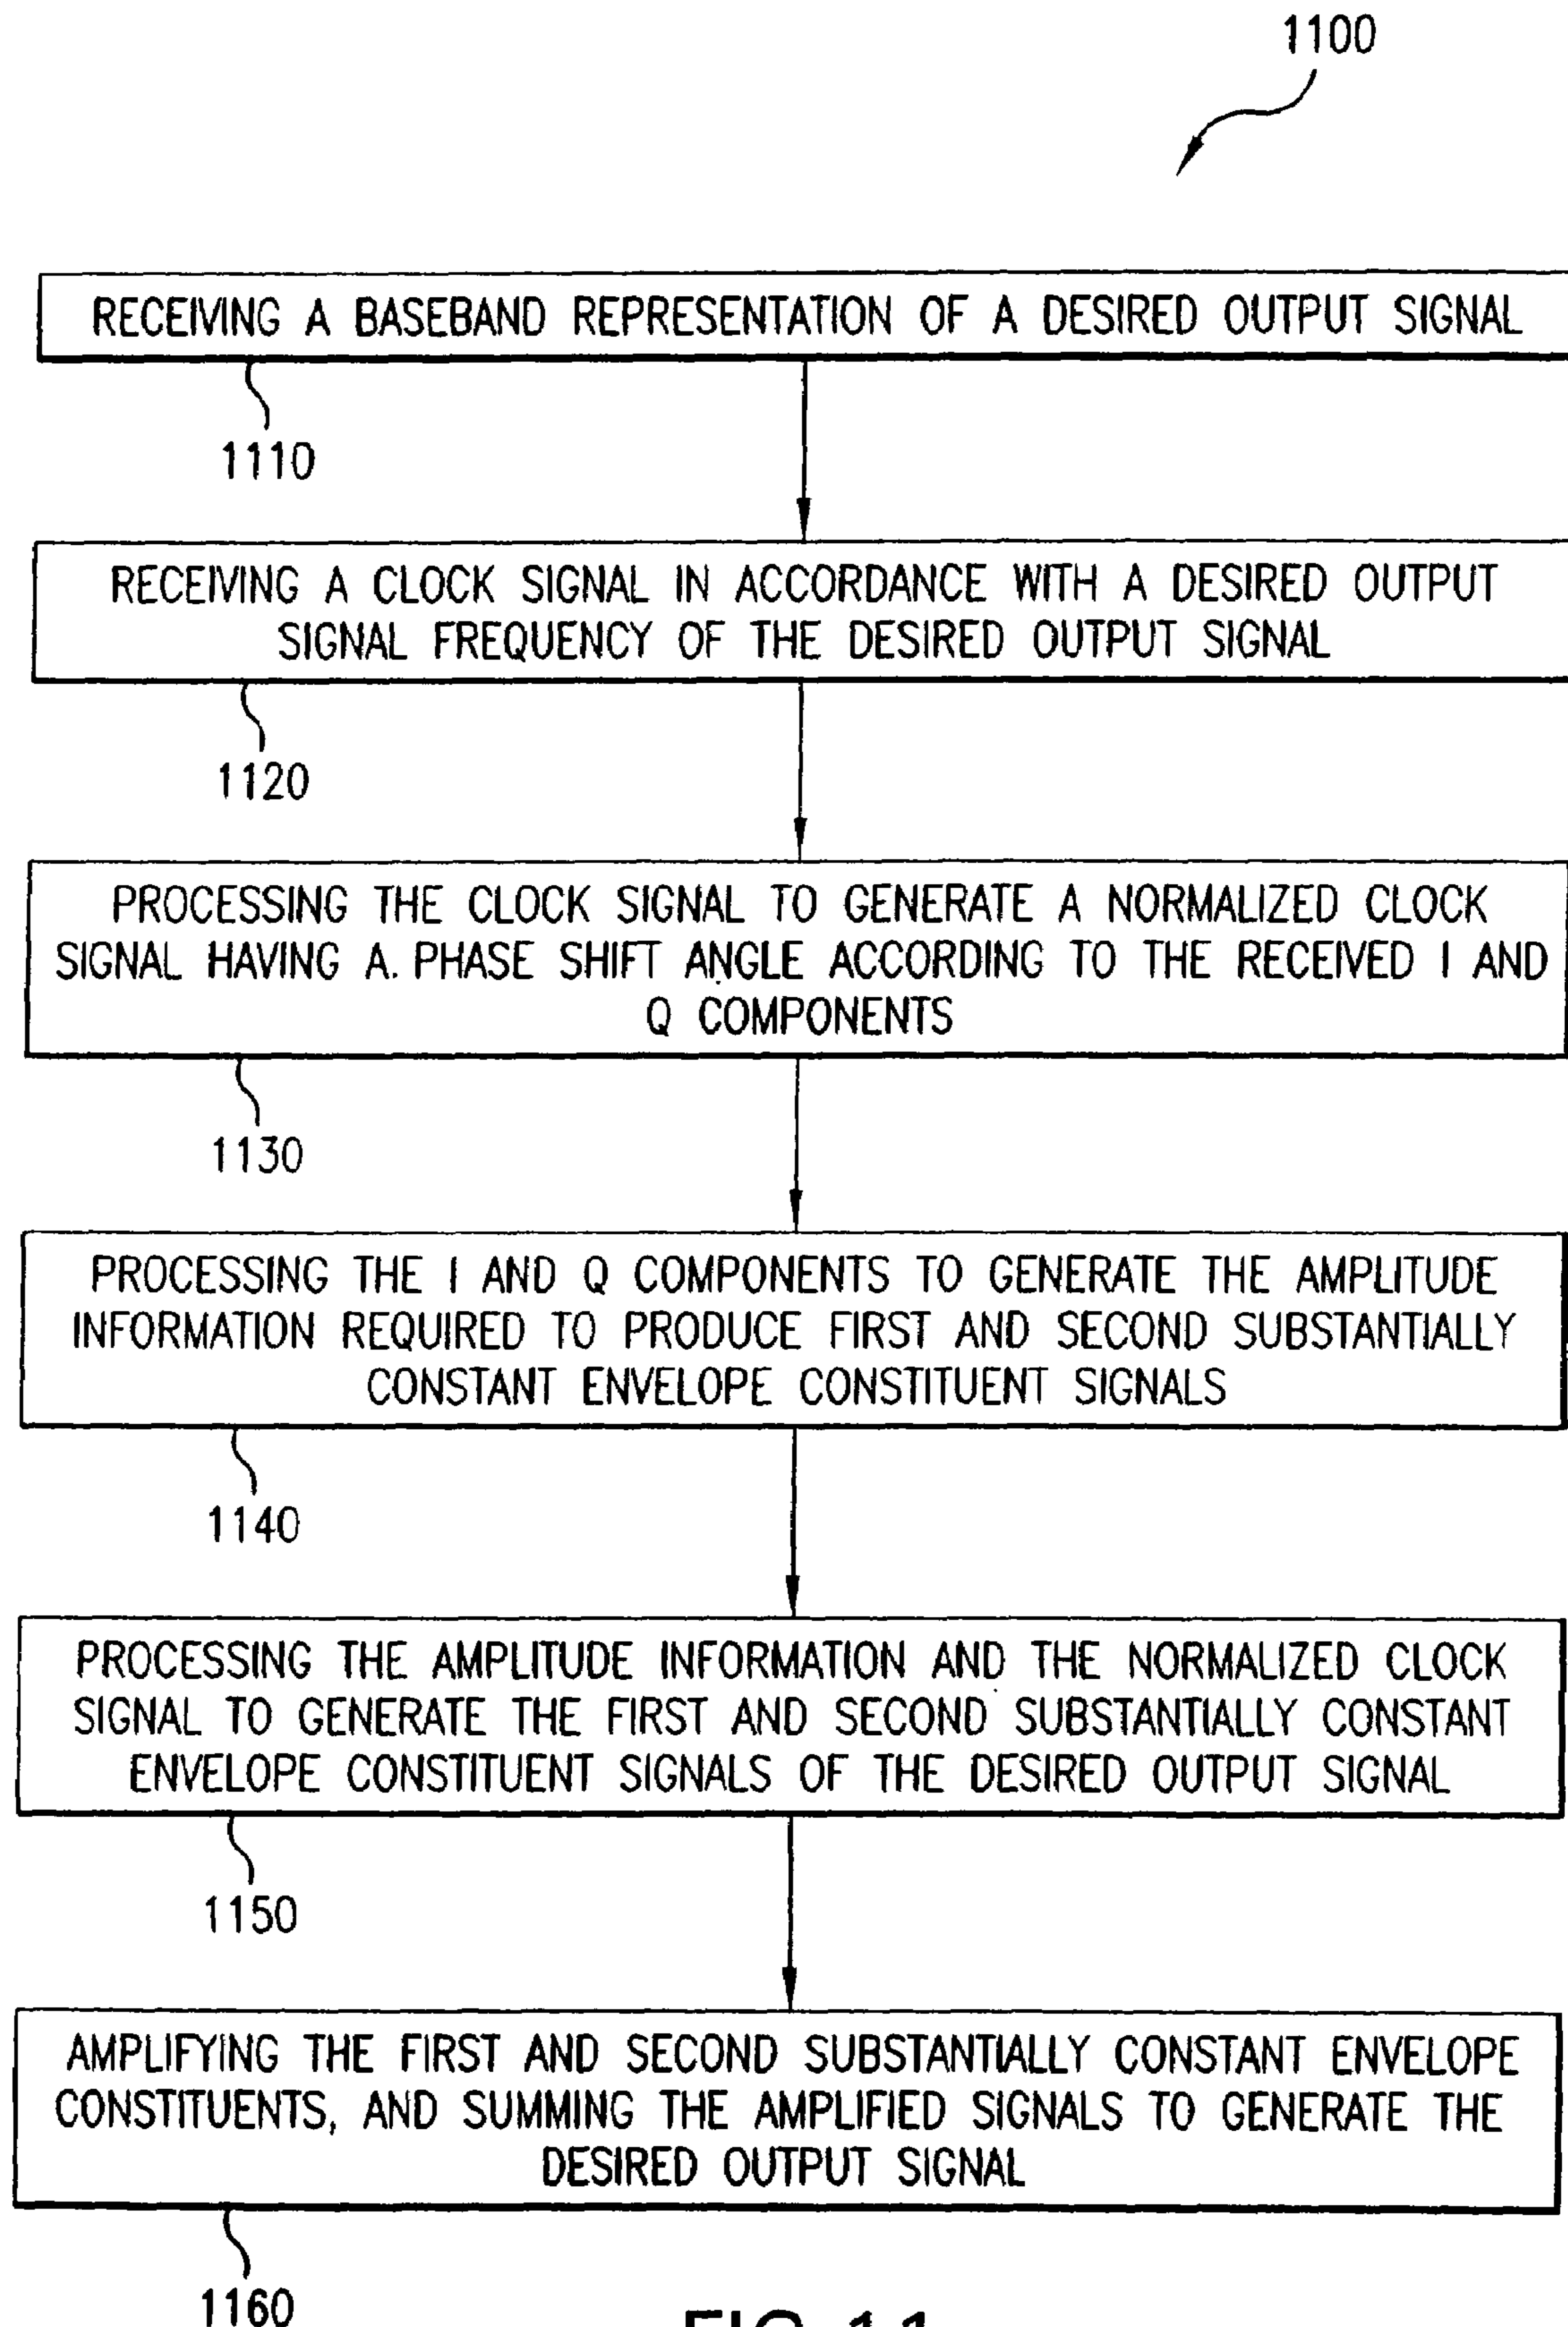 1100
RECEIVING A BASEBAND REPRESENTATION OF A DESIRED OUTPUT SIGNAL
1110
RECEIVING A CLOCK SIGNAL IN ACCORDANCE WITH A DESIRED OUTPUT
SIGNAL FREQUENCY OF THE DESIRED OUTPUT SIGNAL
1120
PROCESSING THE CLOCK SIGNAL TO GENERATE A NORMALIZED CLOCK
SIGNAL HAVING A. PHASE SHIFT ANGLE ACCORDING TO THE RECEIVED I AND
Q COMPONENTS
1130
PROCESSING THE I AND Q COMPONENTS TO GENERATE THE AMPLITUDE
INFORMATION REQUIRED TO PRODUCE FIRST AND SECOND SUBSTANTIALLY
CONSTANT ENVELOPE CONSTITUENT SIGNALS
1140
PROCESSING THE AMPLITUDE INFORMATION AND THE NORMALIZED CLOCK
SIGNAL TO GENERATE THE FIRST AND SECOND SUBSTANTIALLY CONSTANT
ENVELOPE CONSTITUENT SIGNALS OF THE DESIRED OUTPUT SIGNAL
1150
AMPLIFYING THE FIRST AND SECOND SUBSTANTIALLY CONSTANT ENVELOPE
CONSTITUENTS, AND SUMMING THE AMPLIFIED SIGNALS TO GENERATE THE
DESIRED OUTPUT SIGNAL
1160
FIG. 11